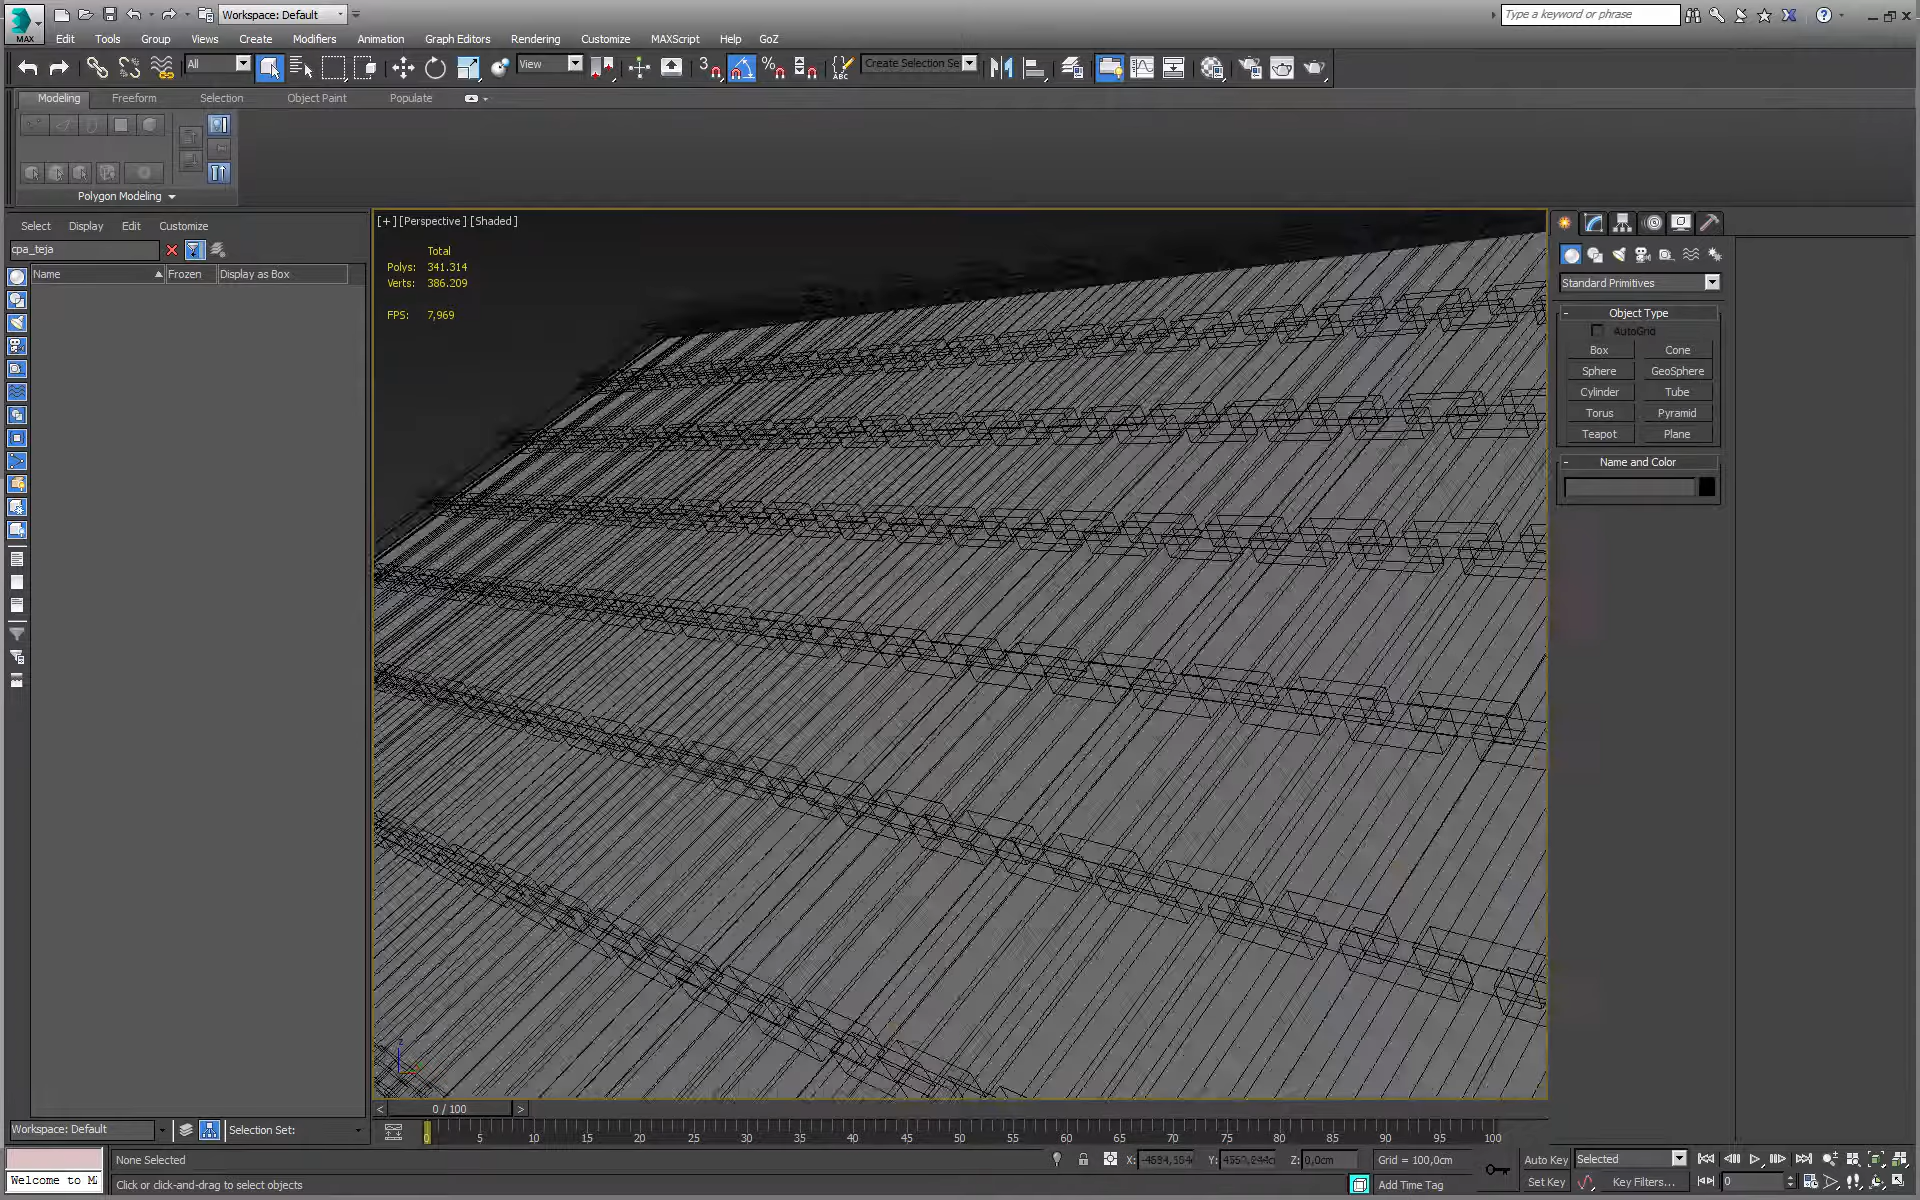 Workspace: Default
Type a keyword or phrase
MAX
Edit Tools Group Views Create Modifiers Animation Graph Editors Rendering Customize MAXScript Help GoZ
All View 3 Create Selection Se
Modeling Freeform Selection Object Paint Populate
Polygon Modeling
Select Display Edit Customize
cpa_teja
Name Frozen Display as Box
[+] [Perspective] [Shaded]
Total
Polys: 341.314
Verts: 386.209
FPS: 7,969
Standard Primitives
- Object Type
AutoGrid
Box Cone
Sphere GeoSphere
Cylinder Tube
Torus Pyramid
Teapot Plane
- Name and Color
z
< 0 / 100 >
Workspace: Default Selection Set:
0 5 10 15 20 25 30 35 40 45 50 55 60 65 70 75 80 85 90 95 100
None Selected X: Y: Z: 0,0cm Grid = 100,0cm Auto Key Selected
Welcome to M Click or click-and-drag to select objects Add Time Tag Set Key Key Filters... 0